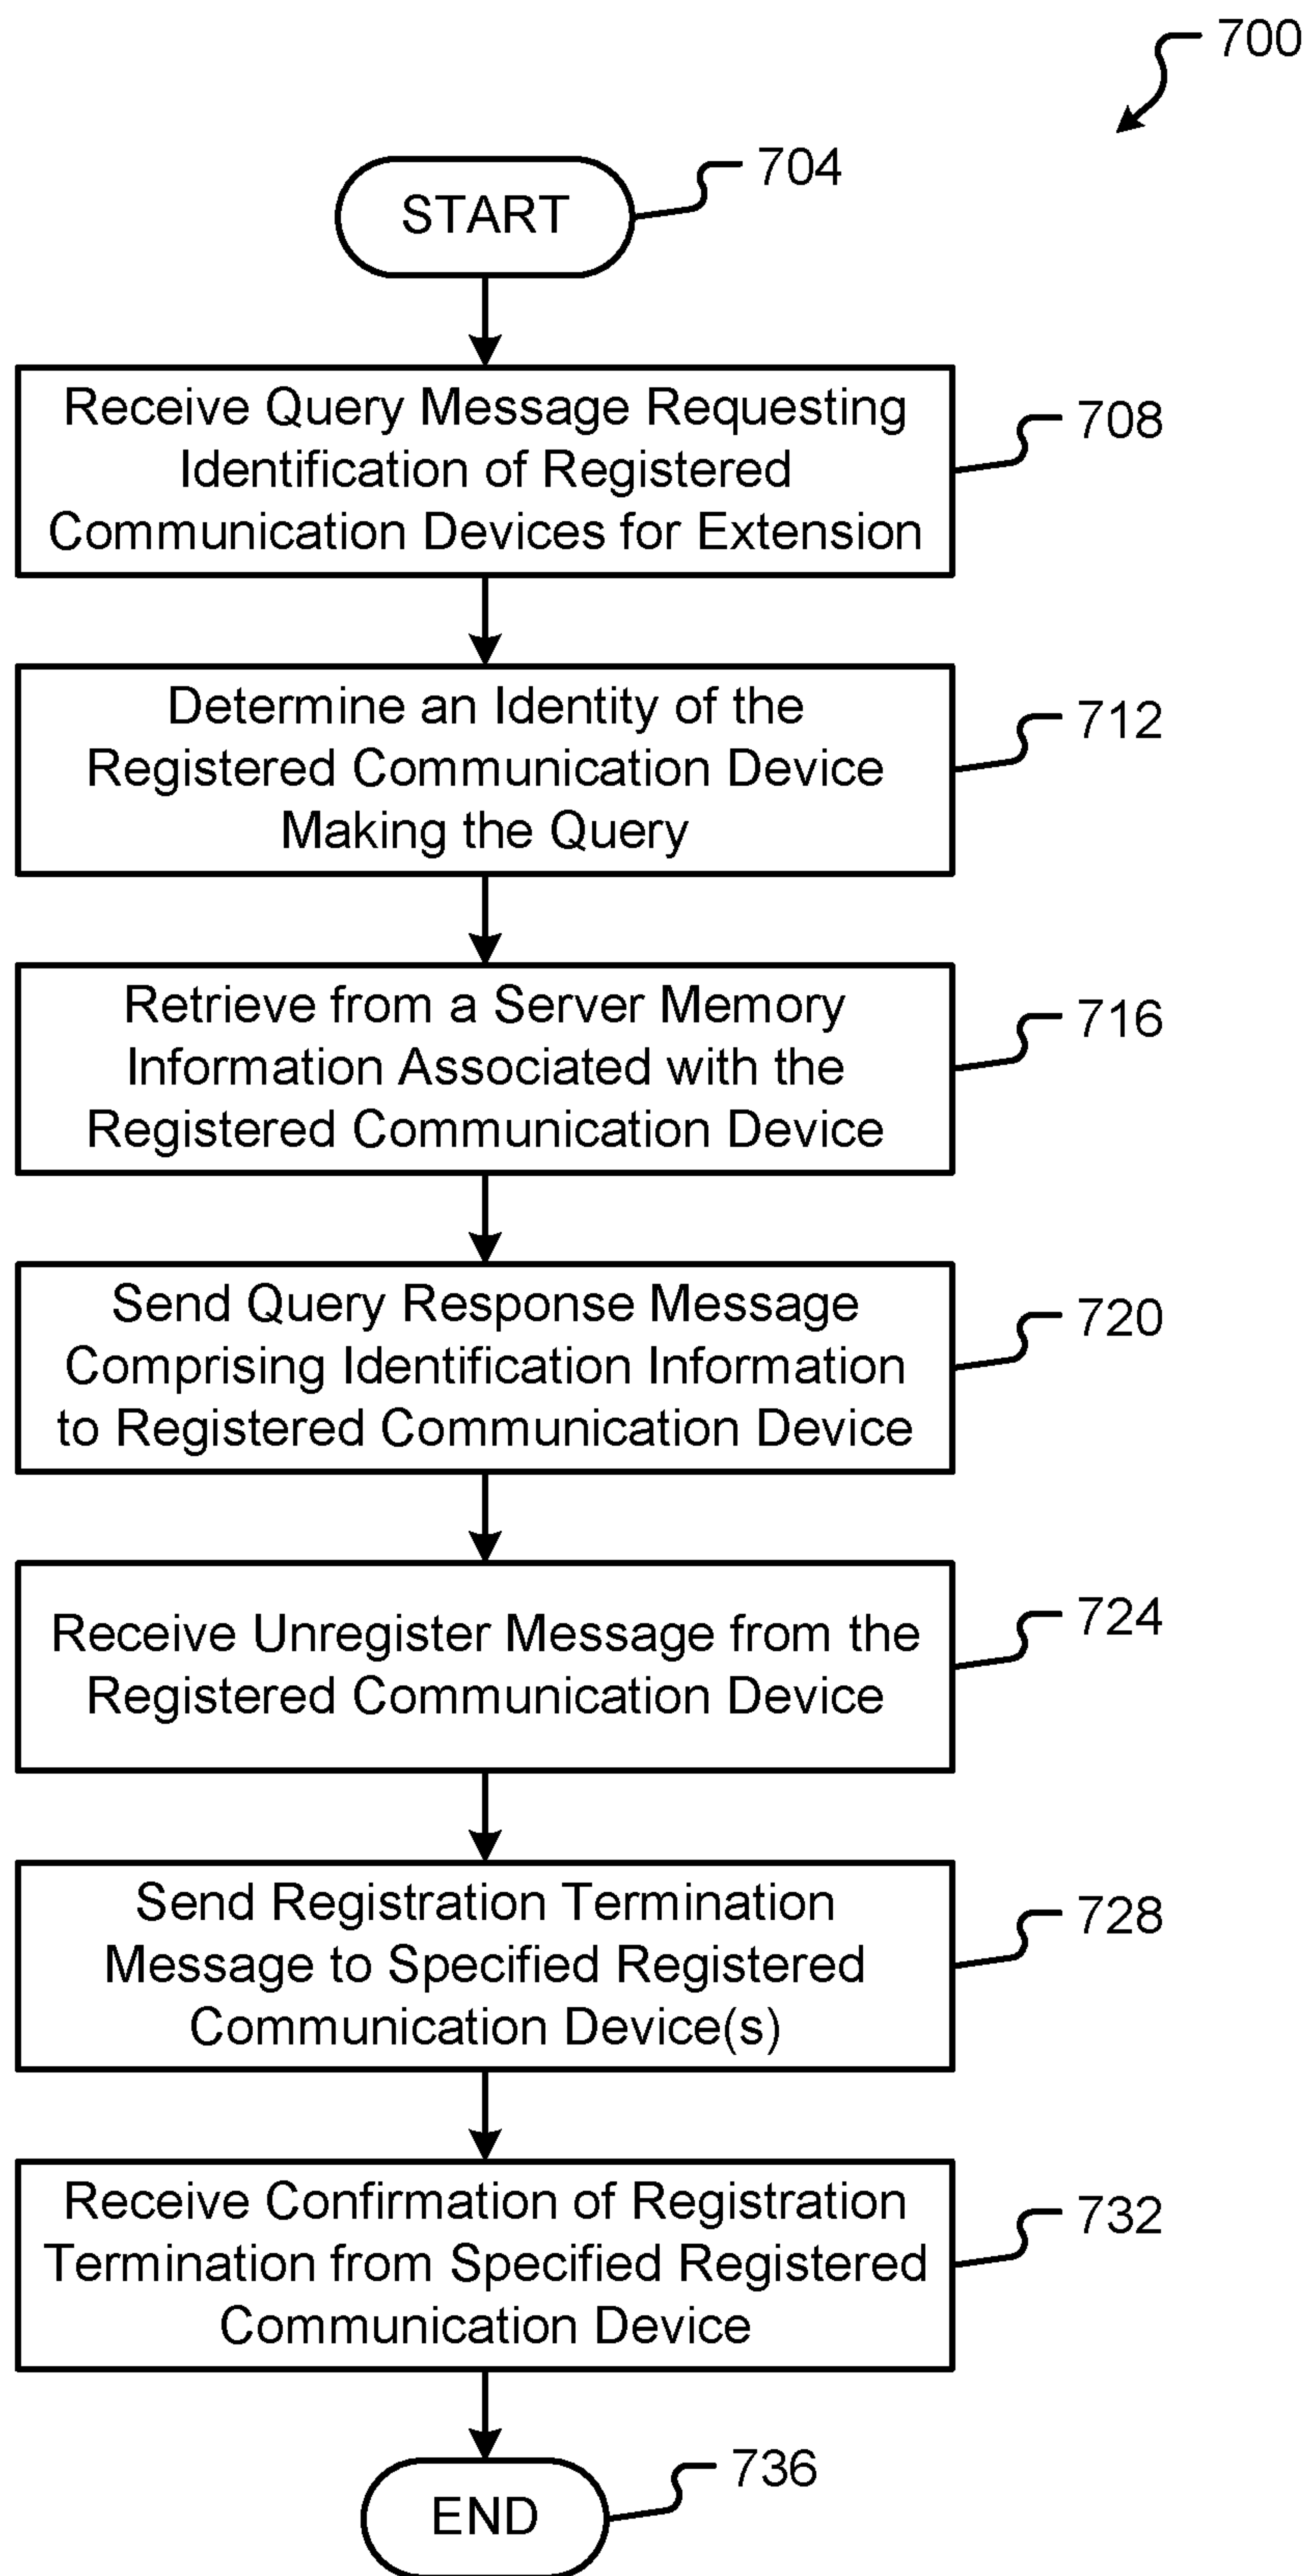 700
START
704
Receive Query Message Requesting
Identification of Registered
Communication Devices for Extension
708
Determine an Identity of the
Registered Communication Device
Making the Query
712
Retrieve from a Server Memory
Information Associated with the
Registered Communication Device
716
Send Query Response Message
Comprising Identification Information
to Registered Communication Device
720
Receive Unregister Message from the
Registered Communication Device
724
Send Registration Termination
Message to Specified Registered
Communication Device(s)
728
Receive Confirmation of Registration
Termination from Specified Registered
Communication Device
732
END
736